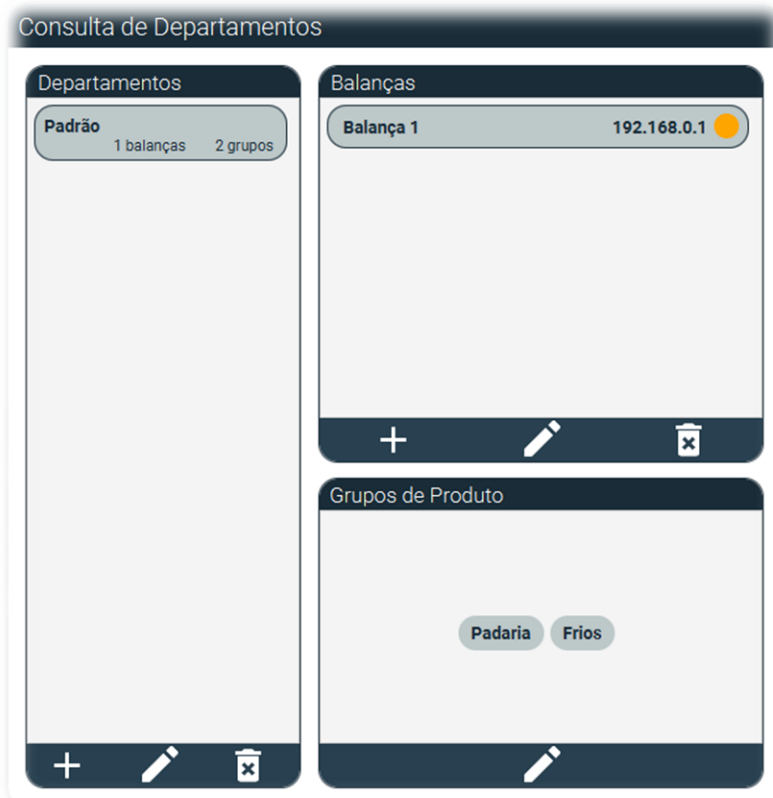 Consulta de Departamentos
Departamentos
Padrão
1 balanças 2 grupos
Balanças
Balança 1 192.168.0.1
Grupos de Produto
Padaria Frios